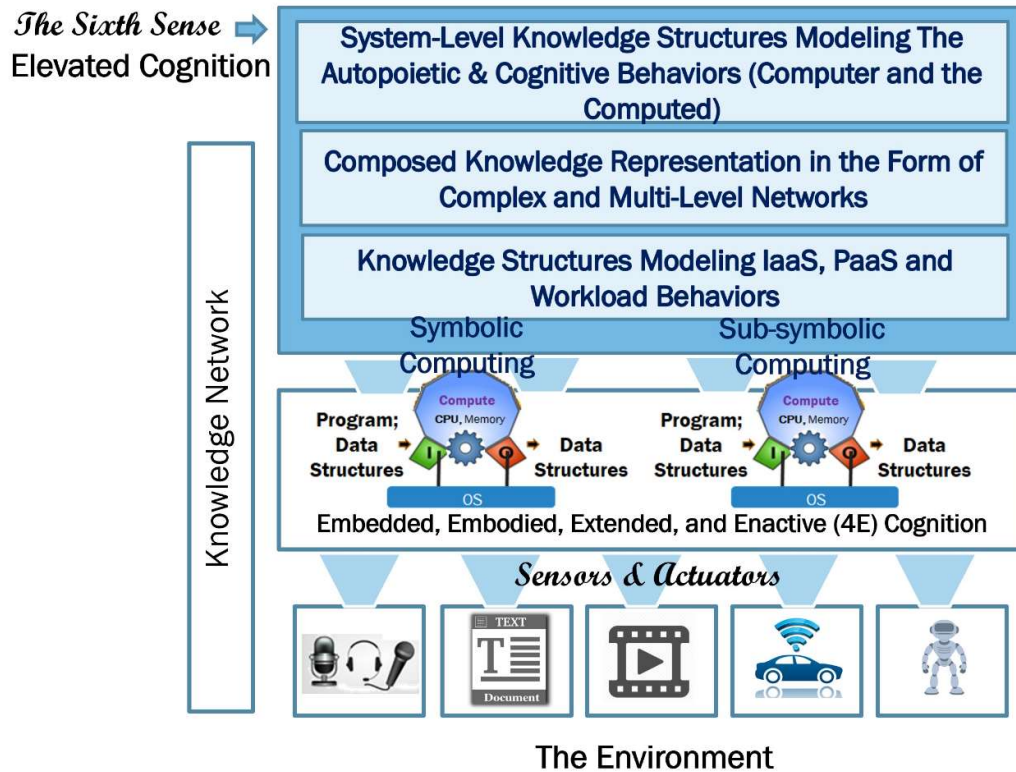 The Sixth Sense
Elevated Cognition
System-Level Knowledge Structures Modeling The
Autopoietic & Cognitive Behaviors (Computer and the
Computed)
Composed Knowledge Representation in the Form of
Complex and Multi-Level Networks
Knowledge Structures Modeling IaaS, PaaS and
Workload Behaviors
Knowledge Network
Symbolic
Computing
Sub-symbolic
Computing
Compute
CPU, Memory
Program;
Data
Structures
I
O
Data
Structures
OS
Compute
CPU, Memory
Program;
Data
Structures
I
O
Data
Structures
OS
Embedded, Embodied, Extended, and Enactive (4E) Cognition
Sensors & Actuators
TEXT
T
Document
The Environment